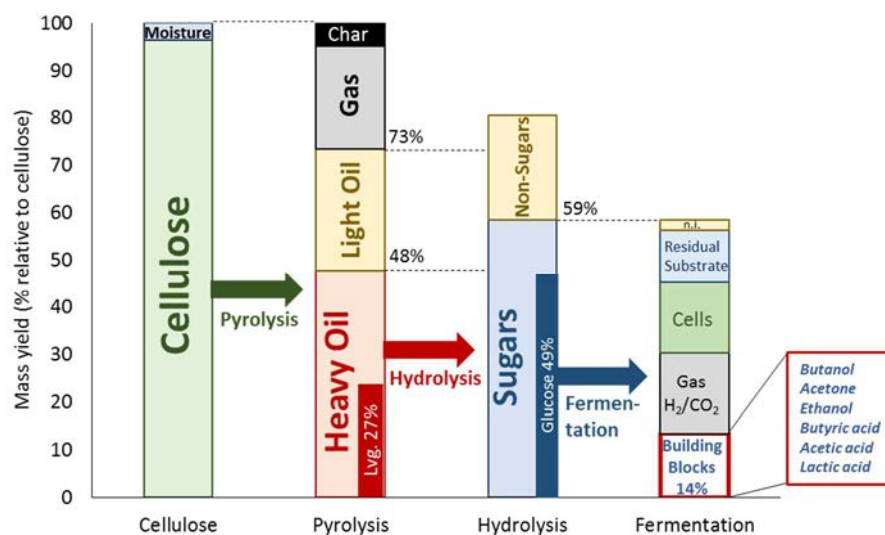 Mass yield (% relative to cellulose)
100
90
80
70
60
50
40
30
20
10
0
Moisture
Cellulose
Pyrolysis
Char
Gas
73%
Light Oil
48%
Heavy Oil
Lvg. 27%
Hydrolysis
Non-Sugars
59%
Sugars
Glucose 49%
Fermen-
tation
n.i.
Residual
Substrate
Cells
Gas
H₂/CO₂
Building
Blocks
14%
Butanol
Acetone
Ethanol
Butyric acid
Acetic acid
Lactic acid
Cellulose
Pyrolysis
Hydrolysis
Fermentation